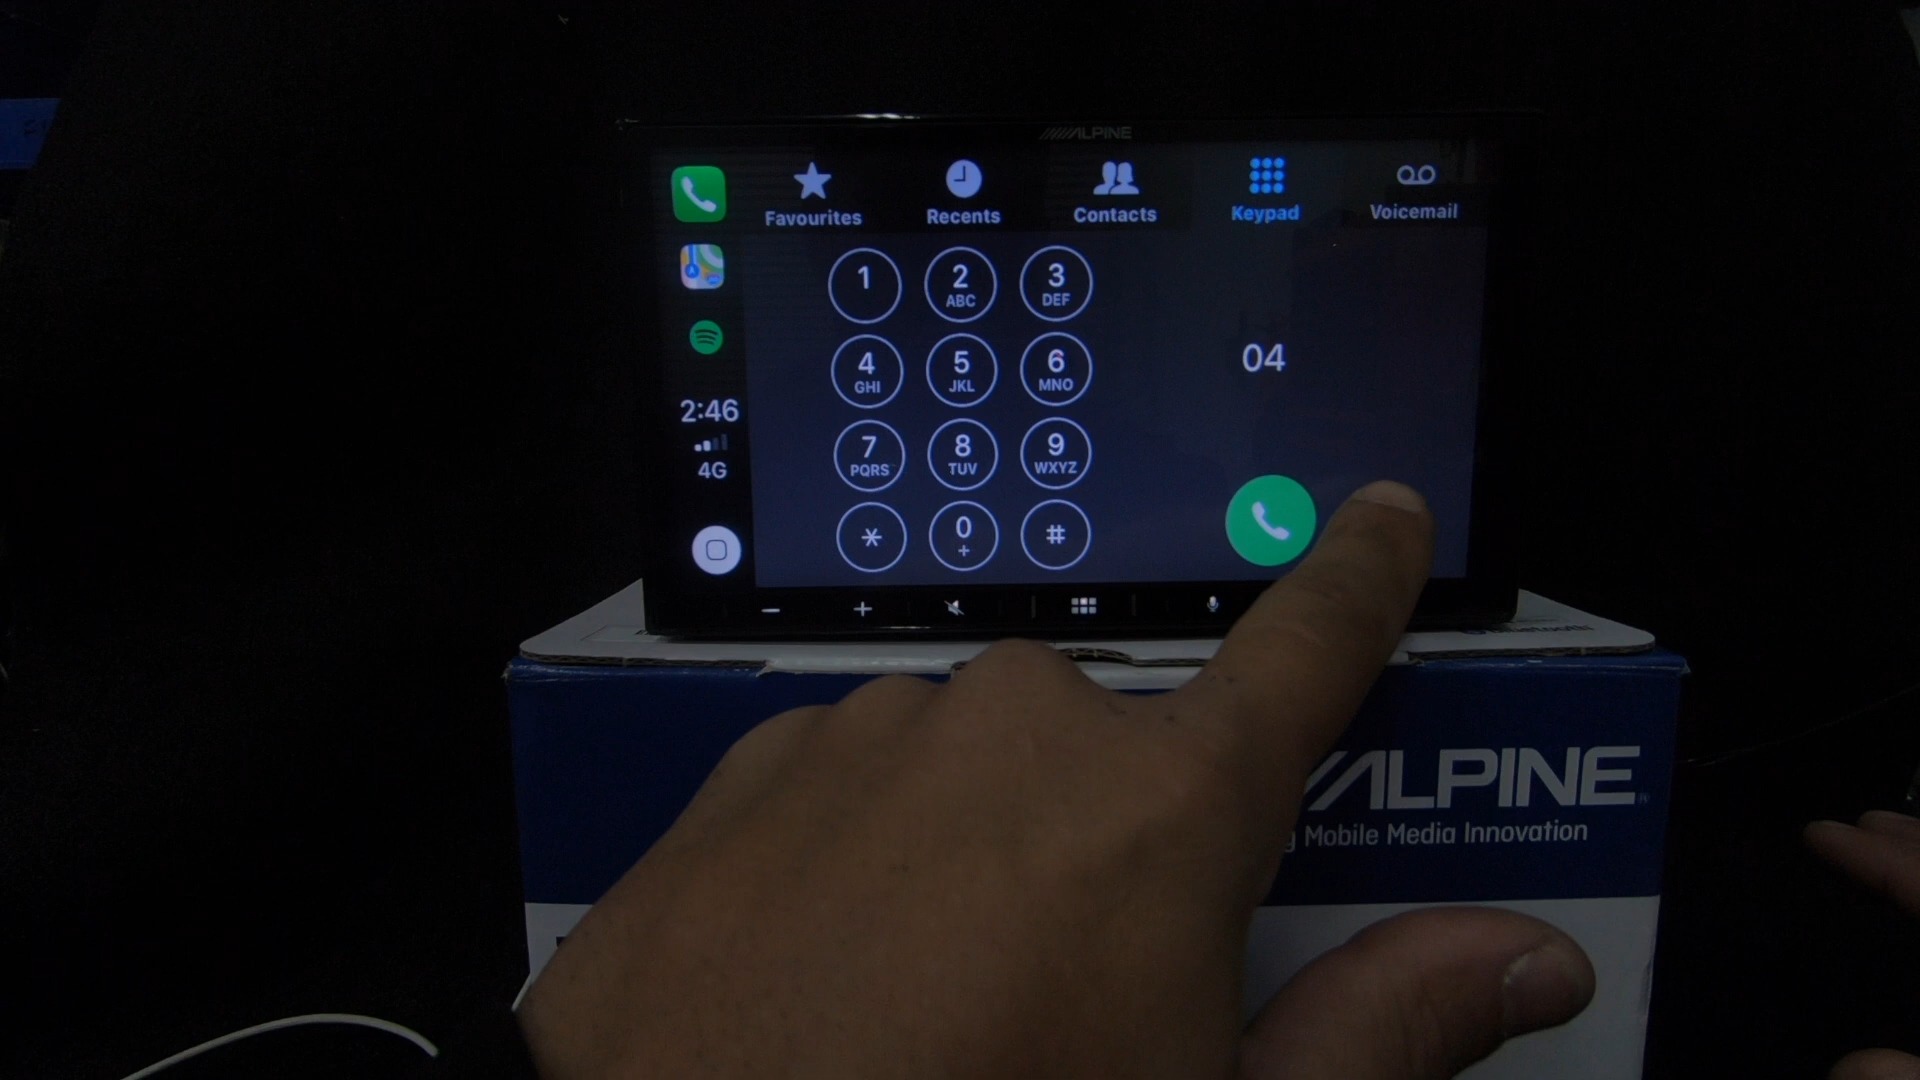 ALPINE
Favourites
Recents
Contacts
Keypad
Voicemail
1
2
ABC
3
DEF
4
GHI
5
JKL
6
MNO
04
2:46
4G
7
PQRS
8
TUV
9
WXYZ
*
0
+
#
ALPINE
Mobile Media Innovation